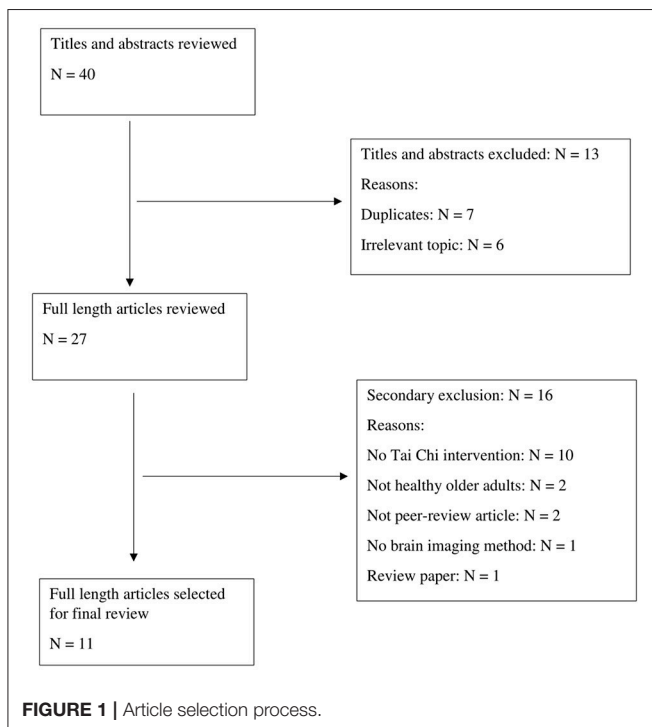 Titles and abstracts reviewed
N = 40
Titles and abstracts excluded: N = 13
Reasons:
Duplicates: N = 7
Irrelevant topic: N = 6
Full length articles reviewed
N = 27
Secondary exclusion: N = 16
Reasons:
No Tai Chi intervention: N = 10
Not healthy older adults: N = 2
Not peer-review article: N = 2
No brain imaging method: N = 1
Review paper: N = 1
Full length articles selected
for final review
N = 11
FIGURE 1 | Article selection process.